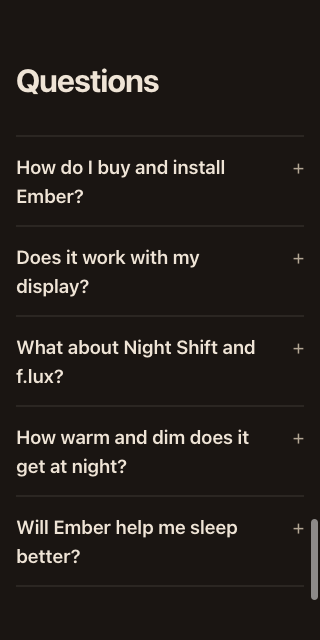 Questions
How do I buy and install
Ember?
+
Does it work with my
display?
+
What about Night Shift and
f.lux?
+
How warm and dim does it
get at night?
+
Will Ember help me sleep
better?
+